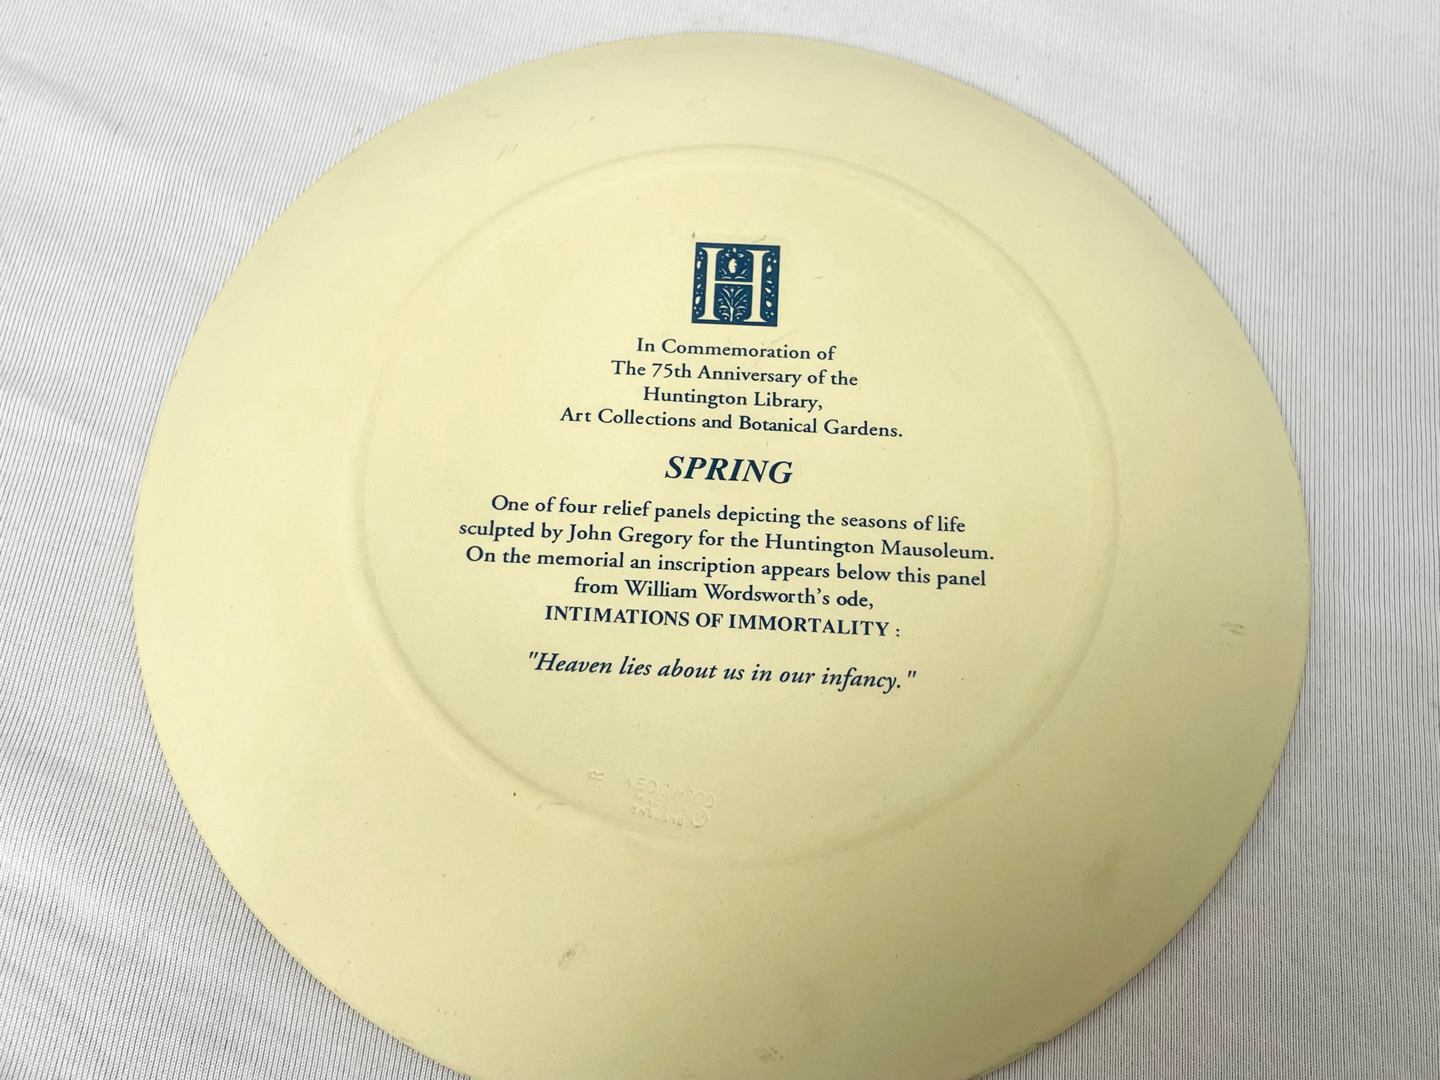 H
In Commemoration of
The 75th Anniversary of the
Huntington Library,
Art Collections and Botanical Gardens.
SPRING
One of four relief panels depicting the seasons of life
sculpted by John Gregory for the Huntington Mausoleum.
On the memorial an inscription appears below this panel
from William Wordsworth's ode,
INTIMATIONS OF IMMORTALITY :
"Heaven lies about us in our infancy."
R WEDGWOOD
ENGLAND